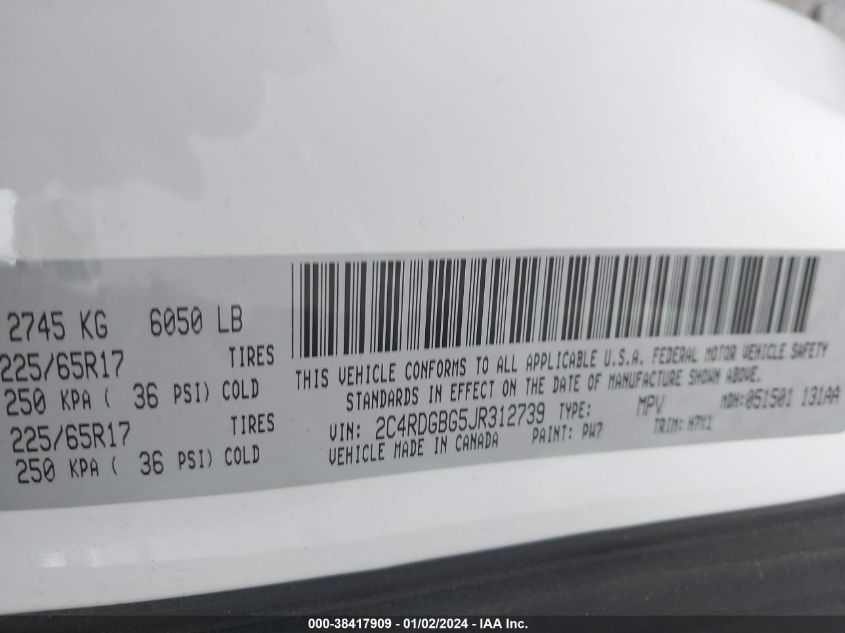 2745 KG 6050 LB
225/65R17 TIRES
250 KPA ( 36 PSI) COLD
225/65R17 TIRES
250 KPA ( 36 PSI) COLD
THIS VEHICLE CONFORMS TO ALL APPLICABLE U.S.A. FEDERAL MOTOR VEHICLE SAFETY
STANDARDS IN EFFECT ON THE DATE OF MANUFACTURE SHOWN ABOVE.
VIN: 2C4RDGBG5JR312739 TYPE: MPV MDH:051501 131AA
VEHICLE MADE IN CANADA PAINT: PW7 TRIM:
000-38417909 - 01/02/2024 - IAA Inc.